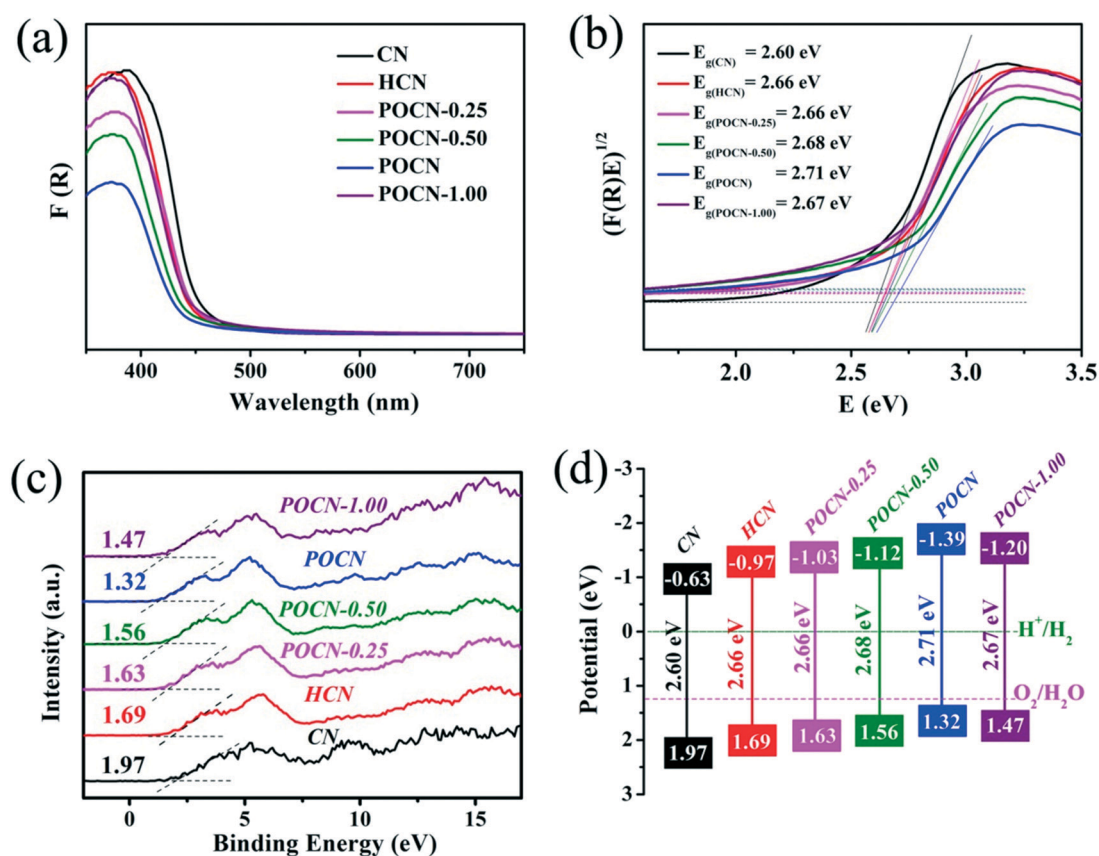 (a)
CN
HCN
POCN-0.25
POCN-0.50
POCN
POCN-1.00
F (R)
400 500 600 700
Wavelength (nm)
(b)
Eg(CN) = 2.60 eV
Eg(HCN) = 2.66 eV
Eg(POCN-0.25) = 2.66 eV
Eg(POCN-0.50) = 2.68 eV
Eg(POCN) = 2.71 eV
Eg(POCN-1.00) = 2.67 eV
(F(R)E)^1/2
2.0 2.5 3.0 3.5
E (eV)
(c)
POCN-1.00
1.47
POCN
1.32
POCN-0.50
1.56
POCN-0.25
1.63
HCN
1.69
CN
1.97
Intensity (a.u.)
0 5 10 15
Binding Energy (eV)
(d)
-3
-2
-1
0
1
2
3
Potential (eV)
CN HCN POCN-0.25 POCN-0.50 POCN POCN-1.00
-0.63 -0.97 -1.03 -1.12 -1.39 -1.20
2.60 eV 2.66 eV 2.66 eV 2.68 eV 2.71 eV 2.67 eV
H+/H2
O2/H2O
1.97 1.69 1.63 1.56 1.32 1.47